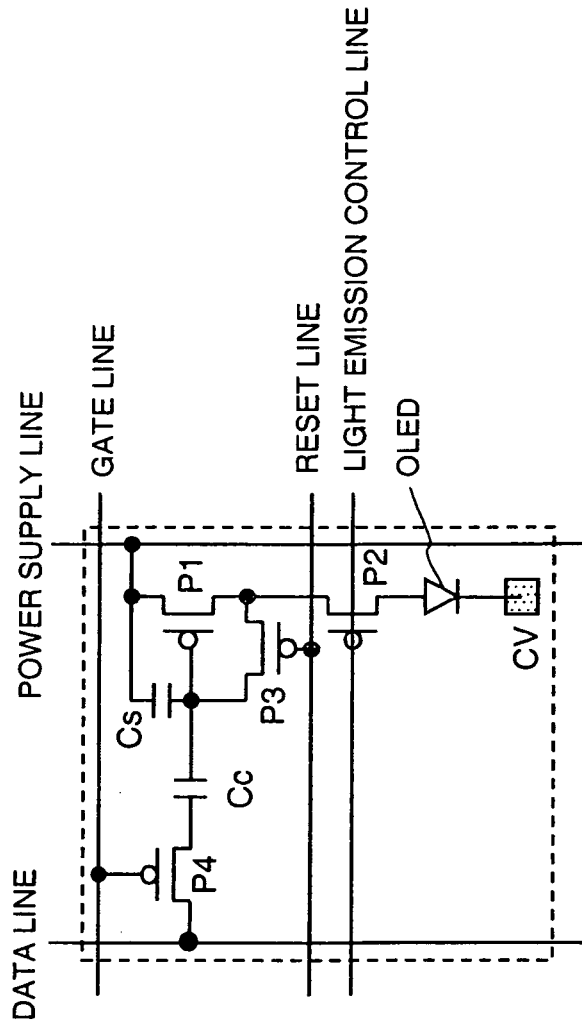 DATA LINE
POWER SUPPLY LINE
GATE LINE
Cs
P1
Cc
P4
P3
RESET LINE
P2
LIGHT EMISSION CONTROL LINE
OLED
CV